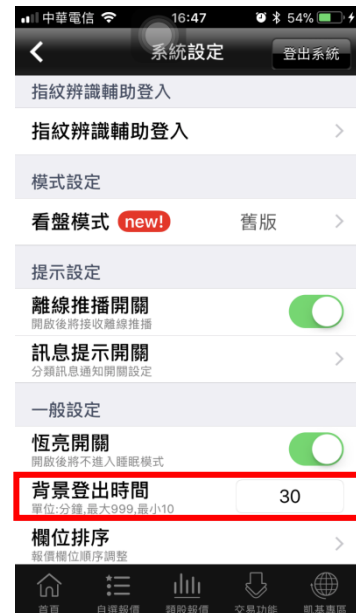 中華電信 16:47 54%
系統設定 登出系統
指紋辨識輔助登入
指紋辨識輔助登入
模式設定
看盤模式 new! 舊版
提示設定
離線推播開關
開啟後將接收離線推播
訊息提示開關
分類訊息通知開關設定
一般設定
恆亮開關
開啟後將不進入睡眠模式
背景登出時間 30
單位:分鐘,最大999,最小10
欄位排序
報價欄位順序調整
首頁 自選報價 類股報價 交易功能 凱基專區